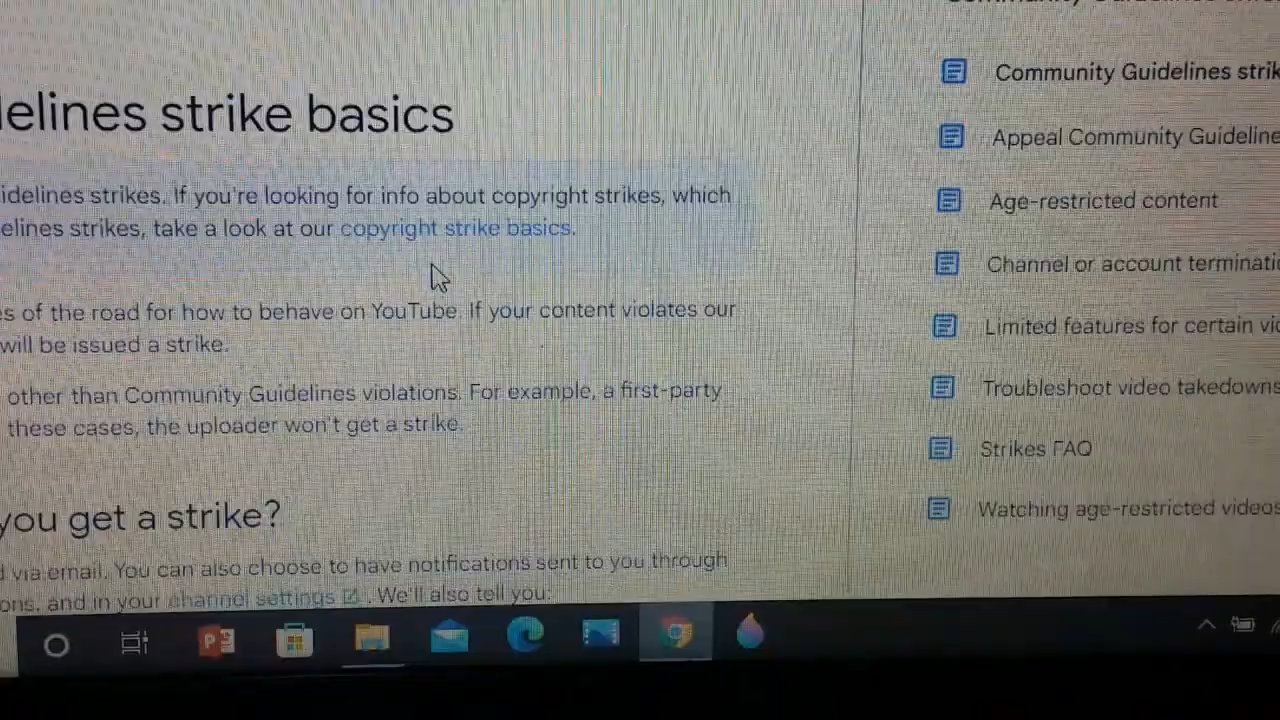 delines strike basics
idelines strikes. If you're looking for info about copyright strikes, which
elines strikes, take a look at our copyright strike basics.
es of the road for how to behave on YouTube. If your content violates our
will be issued a strike.
other than Community Guidelines violations. For example, a first-party
these cases, the uploader won't get a strike.
you get a strike?
d via email. You can also choose to have notifications sent to you through
ons, and in your channel settings. We'll also tell you:
Community Guidelines strik
Appeal Community Guideline
Age-restricted content
Channel or account terminatio
Limited features for certain vid
Troubleshoot video takedowns
Strikes FAQ
Watching age-restricted videos